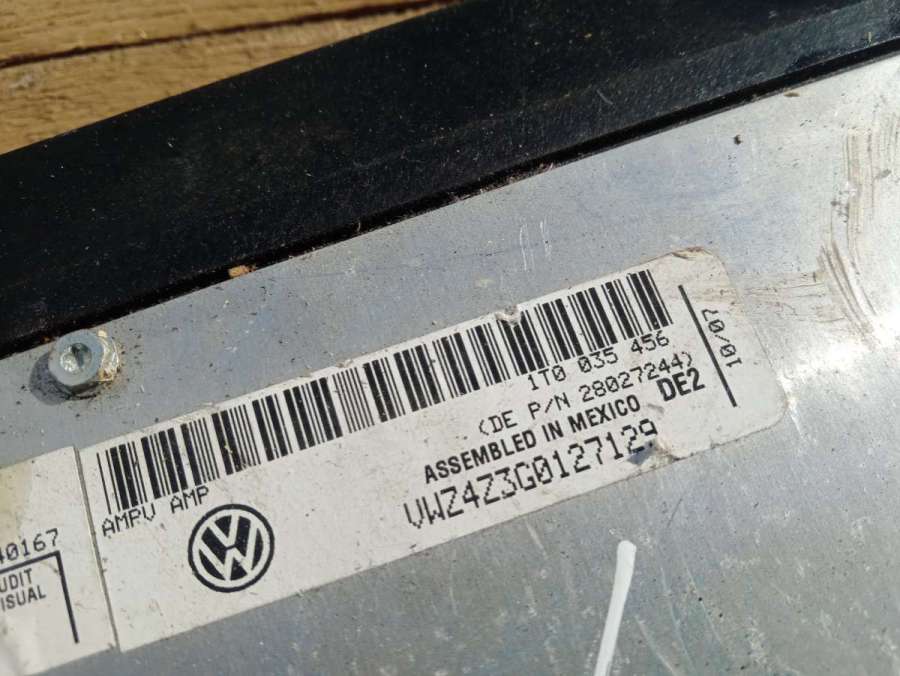 1T0 035 456
(DE P/N 28027244)
ASSEMBLED IN MEXICO DE2
10/07
AMPV AMP
VWZ4Z3G0127129
40167
UDIT
ISUAL